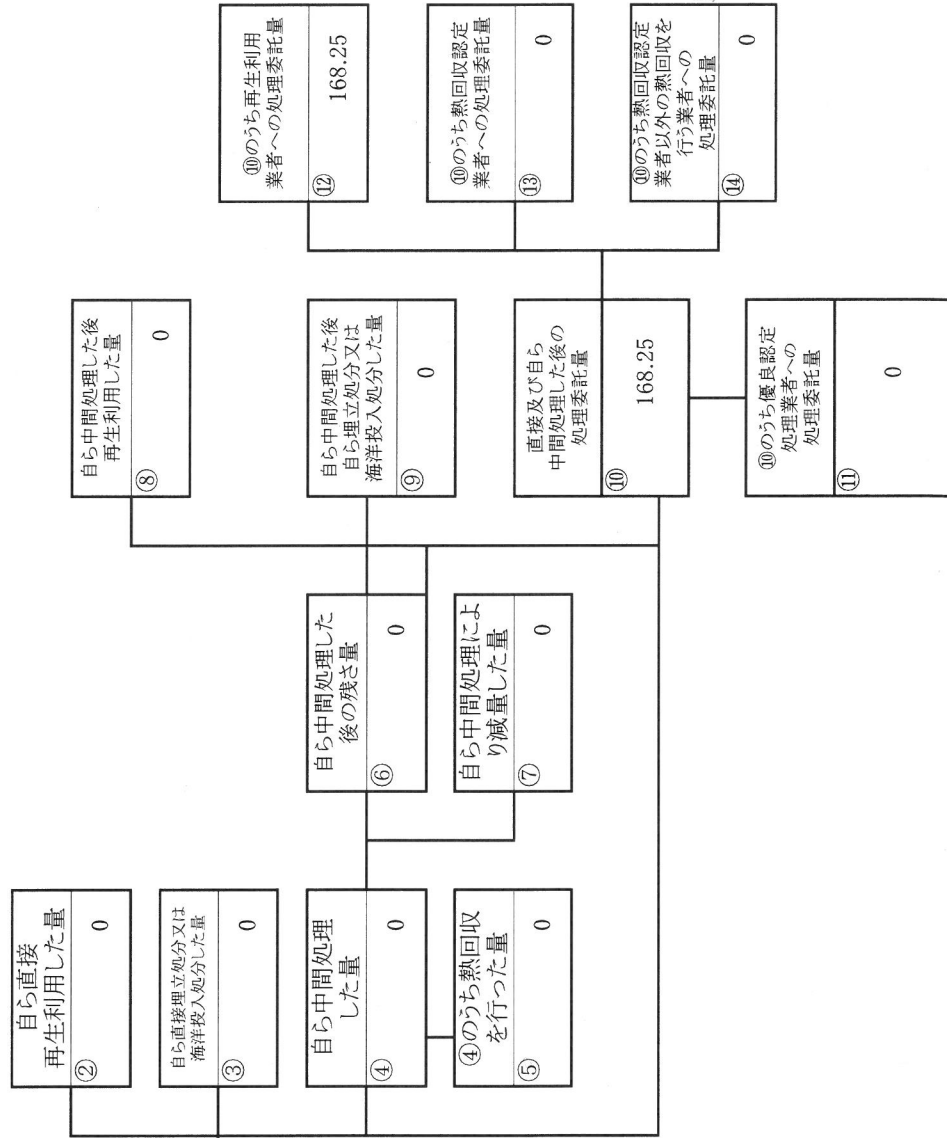 自ら直接
再生利用した量
② 0
自ら直接埋立処分又は
海洋投入処分した量
③ 0
自ら中間処理
した量
④ 0
④のうち熱回収
を行った量
⑤ 0
自ら中間処理した
後の残さ量
⑥ 0
自ら中間処理によ
り減量した量
⑦ 0
自ら中間処理した後
再生利用した量
⑧ 0
自ら中間処理した後
自ら埋立処分又は
海洋投入処分した量
⑨ 0
直接及び自ら
中間処理した後の
処理委託量
⑩ 168.25
⑩のうち優良認定
処理業者への
処理委託量
⑪ 0
⑩のうち再生利用
業者への処理委託量
⑫ 168.25
⑩のうち熱回収認定
業者への処理委託量
⑬ 0
⑩のうち熱回収認定
業者以外の熱回収を
行う業者への
処理委託量
⑭ 0